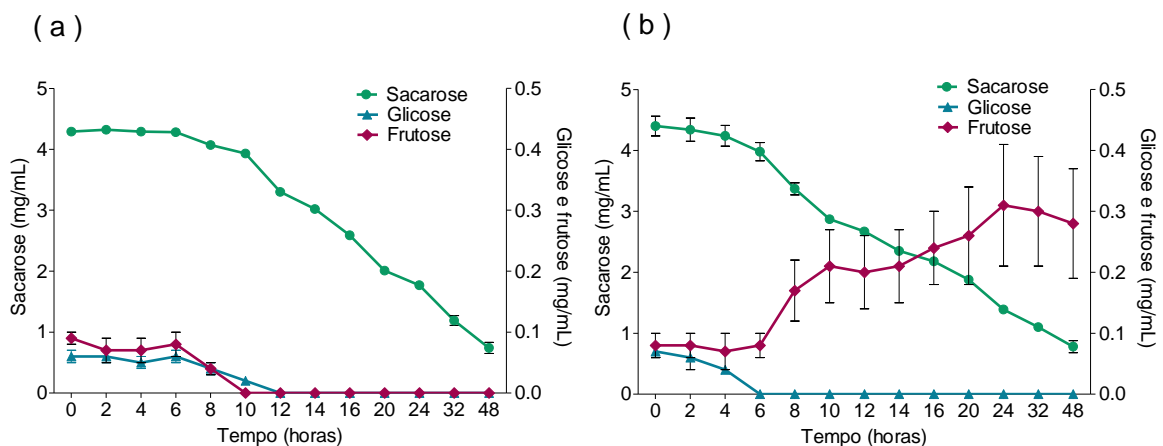 ( a )
Sacarose
Glicose
Frutose
5
4
3
2
1
0
Sacarose (mg/mL)
0.5
0.4
0.3
0.2
0.1
0.0
Glicose e frutose (mg/mL)
0 2 4 6 8 10 12 14 16 20 24 32 48
Tempo (horas)
( b )
Sacarose
Glicose
Frutose
5
4
3
2
1
0
Sacarose (mg/mL)
0.5
0.4
0.3
0.2
0.1
0.0
Glicose e frutose (mg/mL)
0 2 4 6 8 10 12 14 16 20 24 32 48
Tempo (horas)